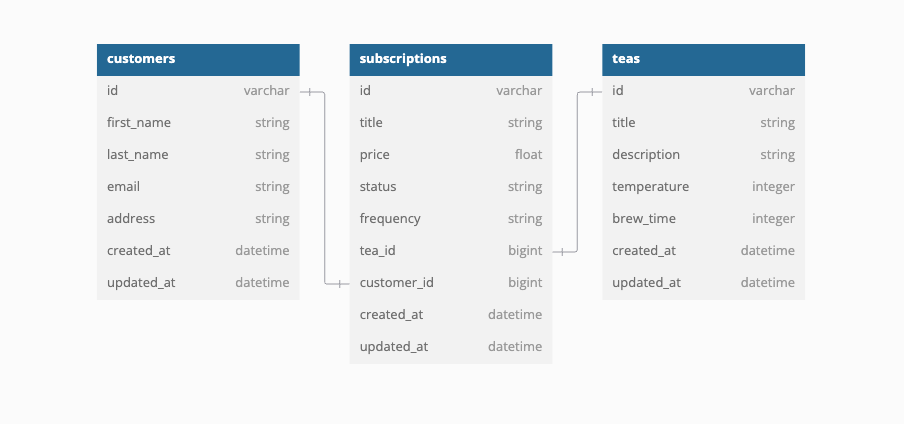 customers
id varchar
first_name string
last_name string
email string
address string
created_at datetime
updated_at datetime
subscriptions
id varchar
title string
price float
status string
frequency string
tea_id bigint
customer_id bigint
created_at datetime
updated_at datetime
teas
id varchar
title string
description string
temperature integer
brew_time integer
created_at datetime
updated_at datetime